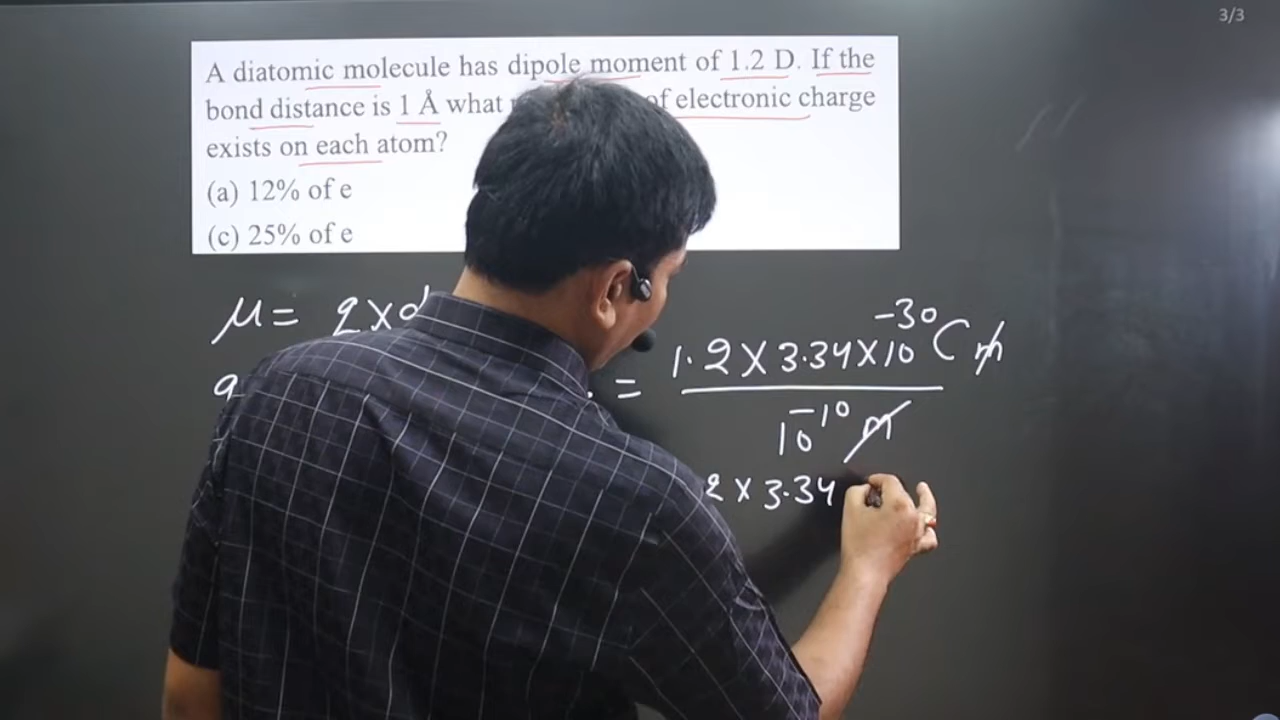 3/3
A diatomic molecule has dipole moment of 1.2 D. If the
bond distance is 1 Å what of electronic charge
exists on each atom?
(a) 12% of e
(c) 25% of e
μ = q × d
q = 1.2 × 3.34 × 10⁻³⁰ C m
10⁻¹⁰ m
2 × 3.34